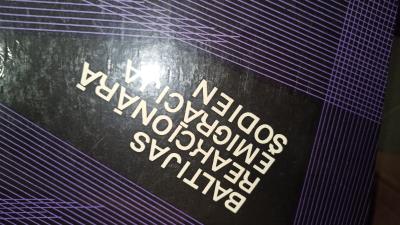 BALTIJAS
REAKCIONĀRĀ
EMIGRĀCIJA
ŠODIEN